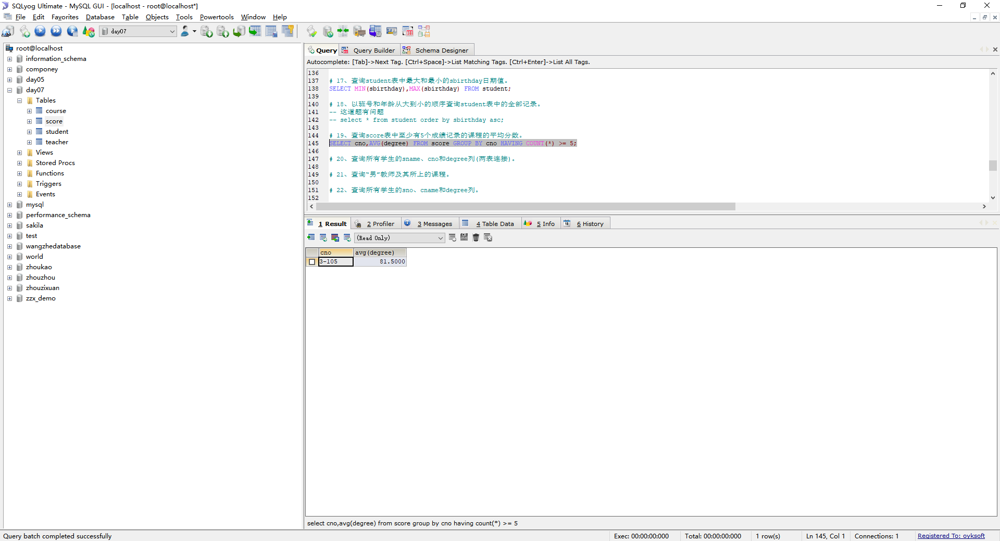 SQLyog Ultimate - MySQL GUI - [localhost - root@localhost*]
File Edit Favorites Database Table Objects Tools Powertools Window Help
day07
root@localhost
information_schema
componey
day05
day07
Tables
course
score
student
teacher
Views
Stored Procs
Functions
Triggers
Events
mysql
performance_schema
sakila
test
wangzhedatabase
world
zhoukao
zhouzhou
zhouzixuan
zzx_demo
Query Query Builder Schema Designer
Autocomplete: [Tab]->Next Tag. [Ctrl+Space]->List Matching Tags. [Ctrl+Enter]->List All Tags.
136
137 # 17、查询student表中最大和最小的sbirthday日期值。
138 SELECT MIN(sbirthday),MAX(sbirthday) FROM student;
139
140 # 18、以班号和年龄从大到小的顺序查询student表中的全部记录。
141 -- 这道题有问题
142 -- select * from student order by sbirthday asc;
143
144 # 19、查询score表中至少有5个成绩记录的课程的平均分数。
145 SELECT cno,AVG(degree) FROM score GROUP BY cno HAVING COUNT(*) >= 5;
146
147 # 20、查询所有学生的sname、cno和degree列(两表连接)。
148
149 # 21、查询“男”教师及其所上的课程。
150
151 # 22、查询所有学生的sno、cname和degree列。
152
1 Result 2 Profiler 3 Messages 4 Table Data 5 Info 6 History
(Read Only)
cno avg(degree)
3-105 81.5000
select cno,avg(degree) from score group by cno having count(*) >= 5
Query batch completed successfully Exec: 00:00:00:000 Total: 00:00:00:000 1 row(s) Ln 145, Col 1 Connections: 1 Registered To: oyksoft